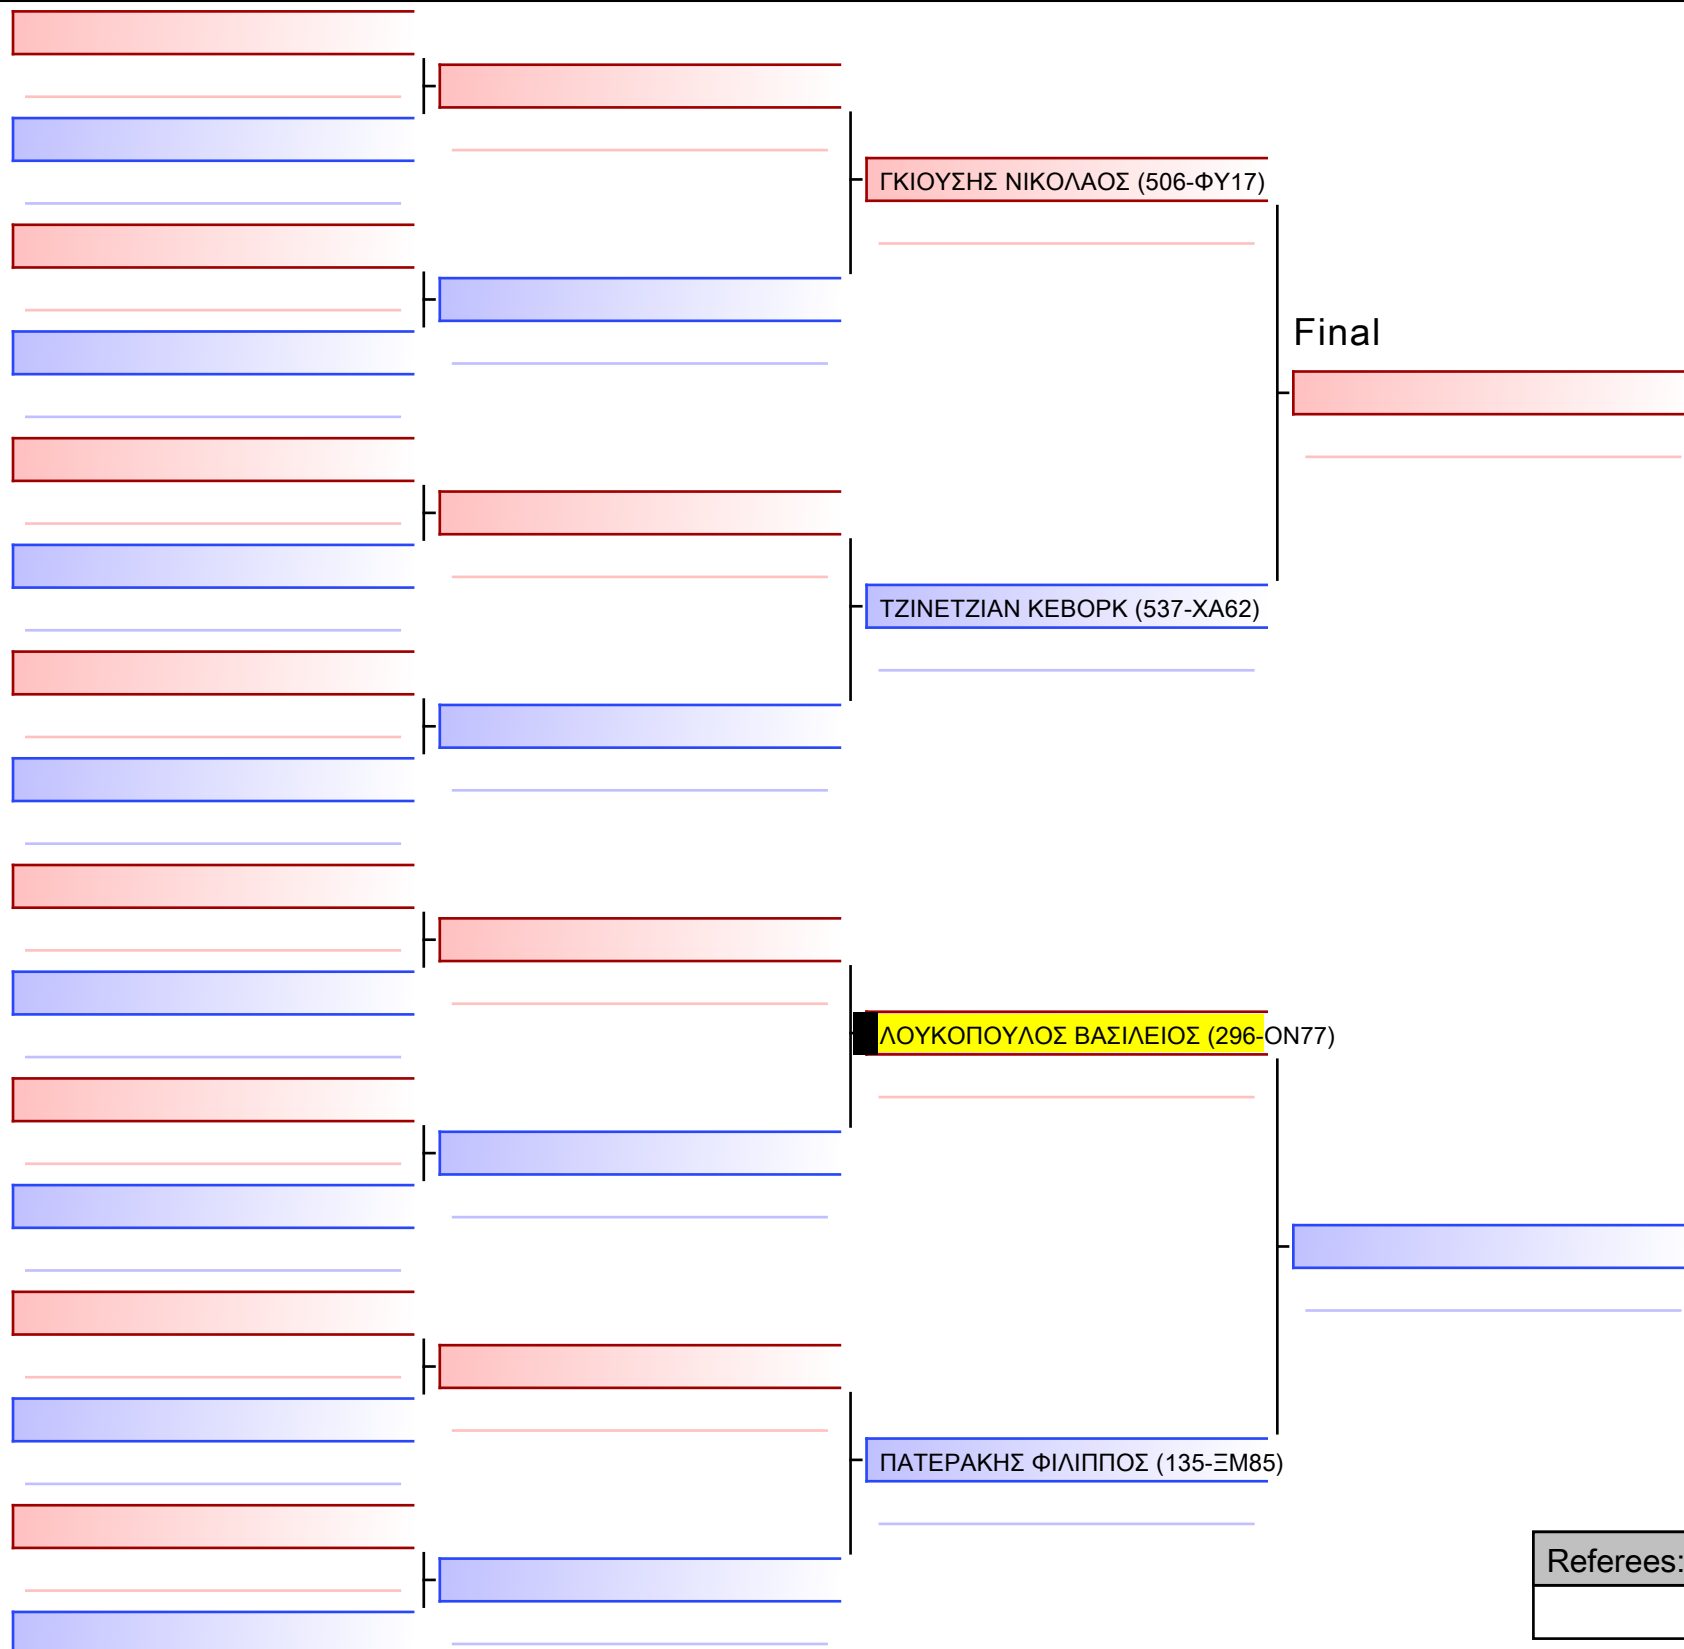 ΓΚΙΟΥΣΗΣ ΝΙΚΟΛΑΟΣ (506-ΦΥ17)
Final
ΤΖΙΝΕΤΖΙΑΝ ΚΕΒΟΡΚ (537-ΧΑ62)
ΛΟΥΚΟΠΟΥΛΟΣ ΒΑΣΙΛΕΙΟΣ (296-ΟΝ77)
ΠΑΤΕΡΑΚΗΣ ΦΙΛΙΠΠΟΣ (135-ΞΜ85)
Referees: